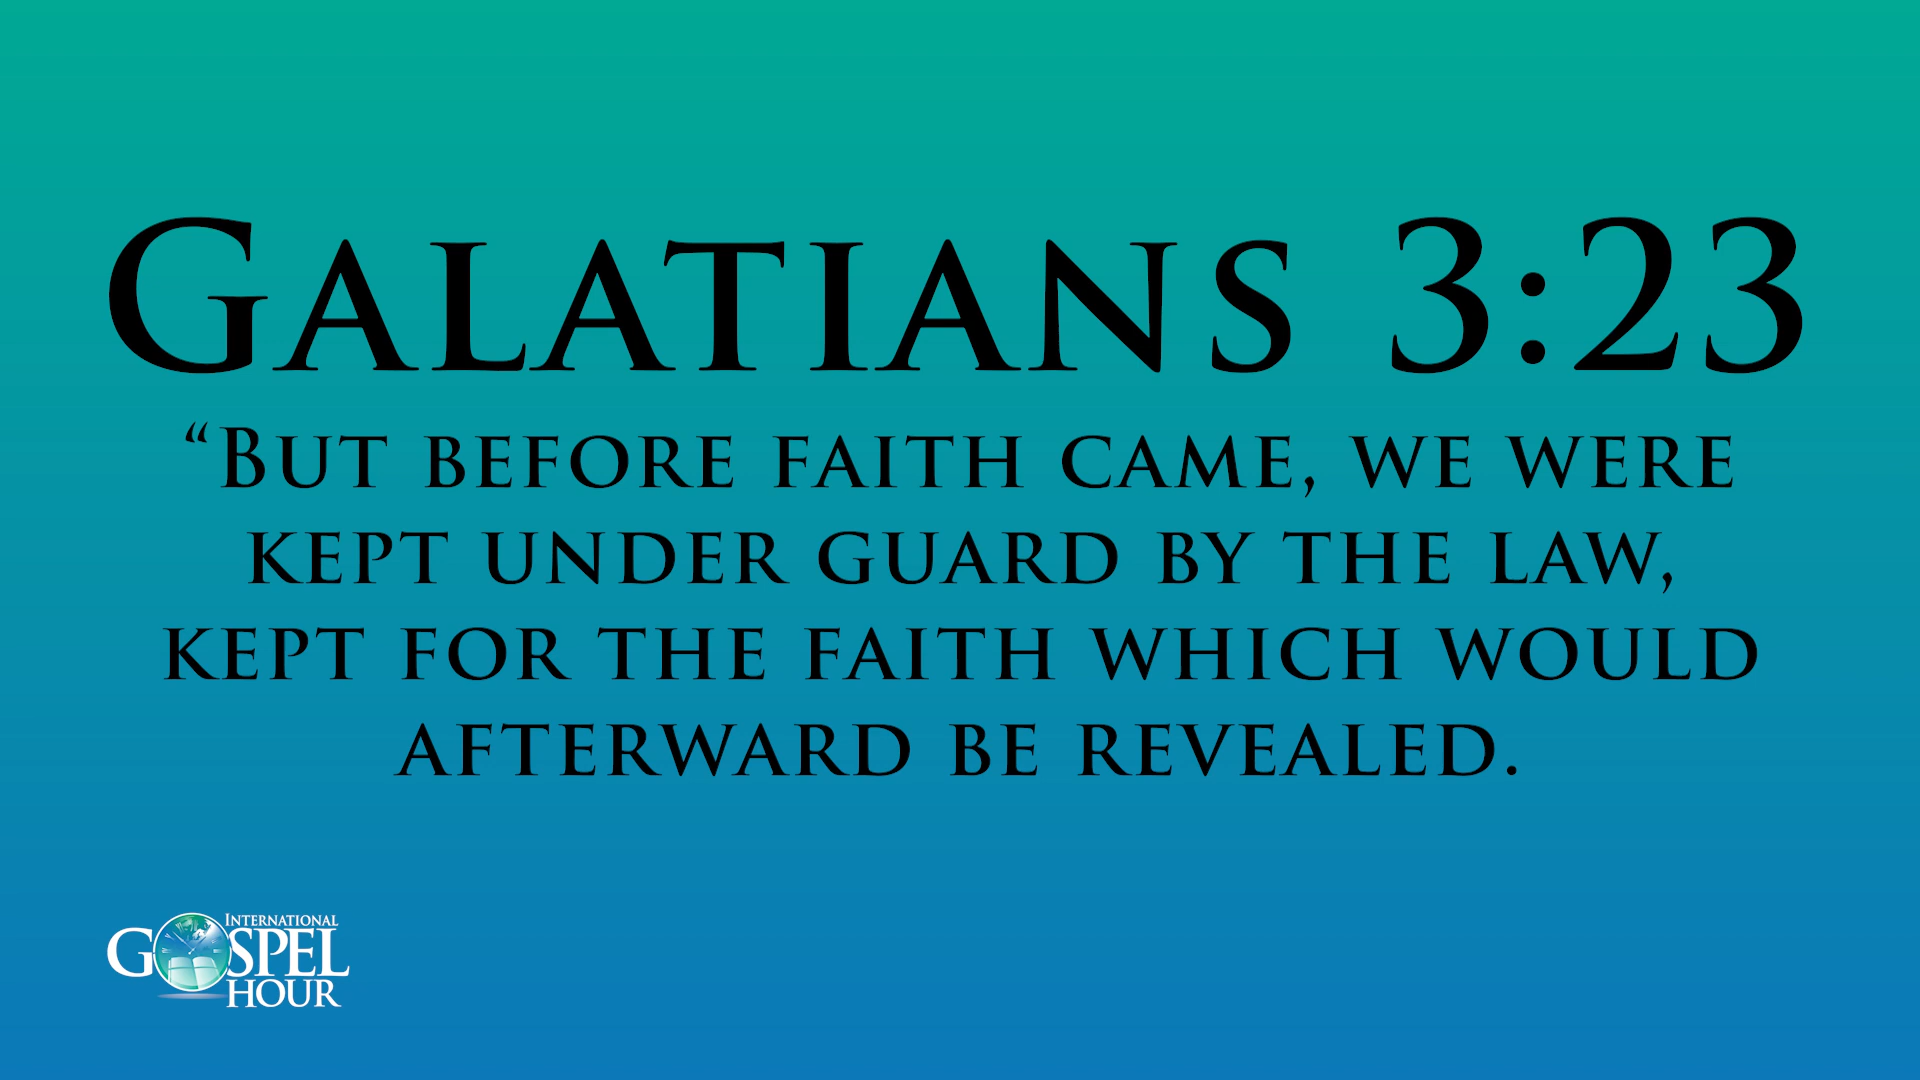 Galatians 3:23
“But before faith came, we were
kept under guard by the law,
kept for the faith which would
afterward be revealed.
International
Gospel
Hour